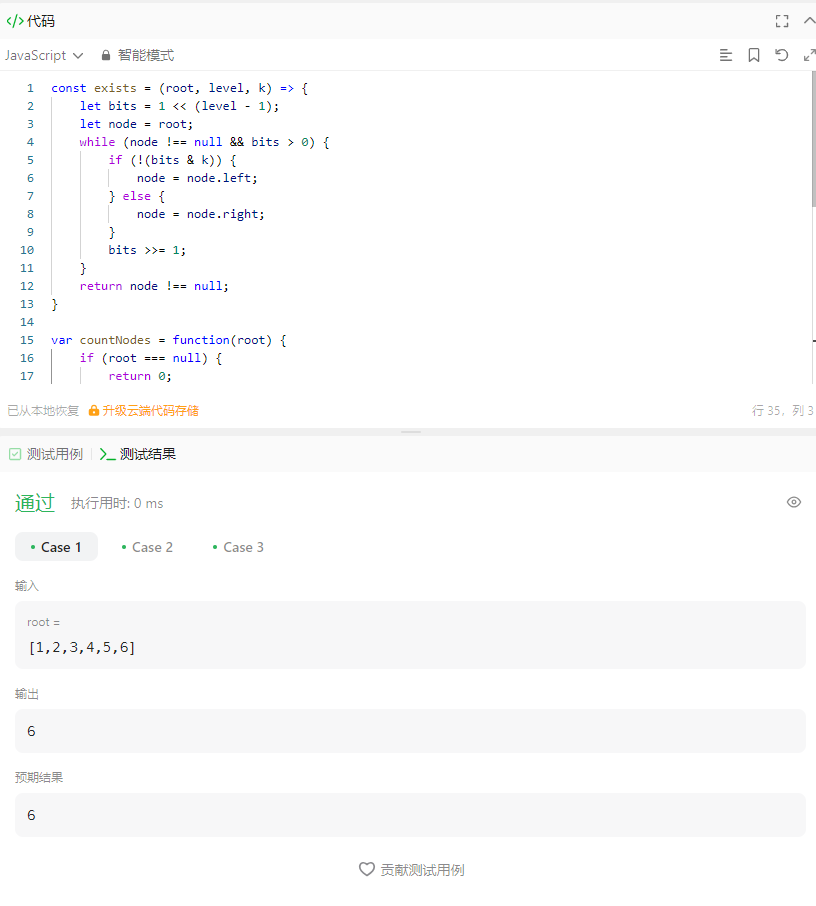 </> 代码
JavaScript 智能模式
1 const exists = (root, level, k) => {
2     let bits = 1 << (level - 1);
3     let node = root;
4     while (node !== null && bits > 0) {
5         if (!(bits & k)) {
6             node = node.left;
7         } else {
8             node = node.right;
9         }
10         bits >>= 1;
11     }
12     return node !== null;
13 }
14
15 var countNodes = function(root) {
16     if (root === null) {
17         return 0;
已从本地恢复 升级云端代码存储 行 35, 列 3
测试用例 >_ 测试结果
通过 执行用时: 0 ms
• Case 1 • Case 2 • Case 3
输入
root =
[1,2,3,4,5,6]
输出
6
预期结果
6
贡献测试用例